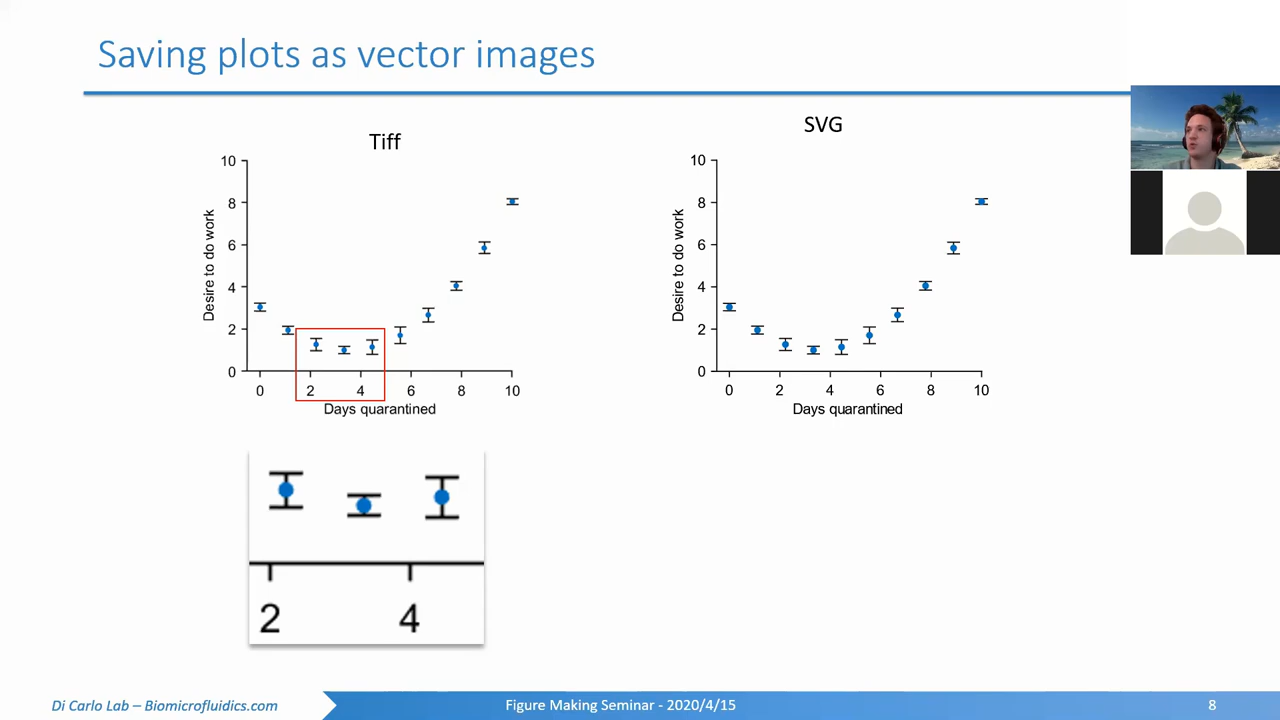 Saving plots as vector images
Tiff
10
8
6
4
2
0
Desire to do work
0 2 4 6 8 10
Days quarantined
SVG
10
8
6
4
2
0
Desire to do work
0 2 4 6 8 10
Days quarantined
2 4
Di Carlo Lab – Biomicrofluidics.com
Figure Making Seminar - 2020/4/15
8